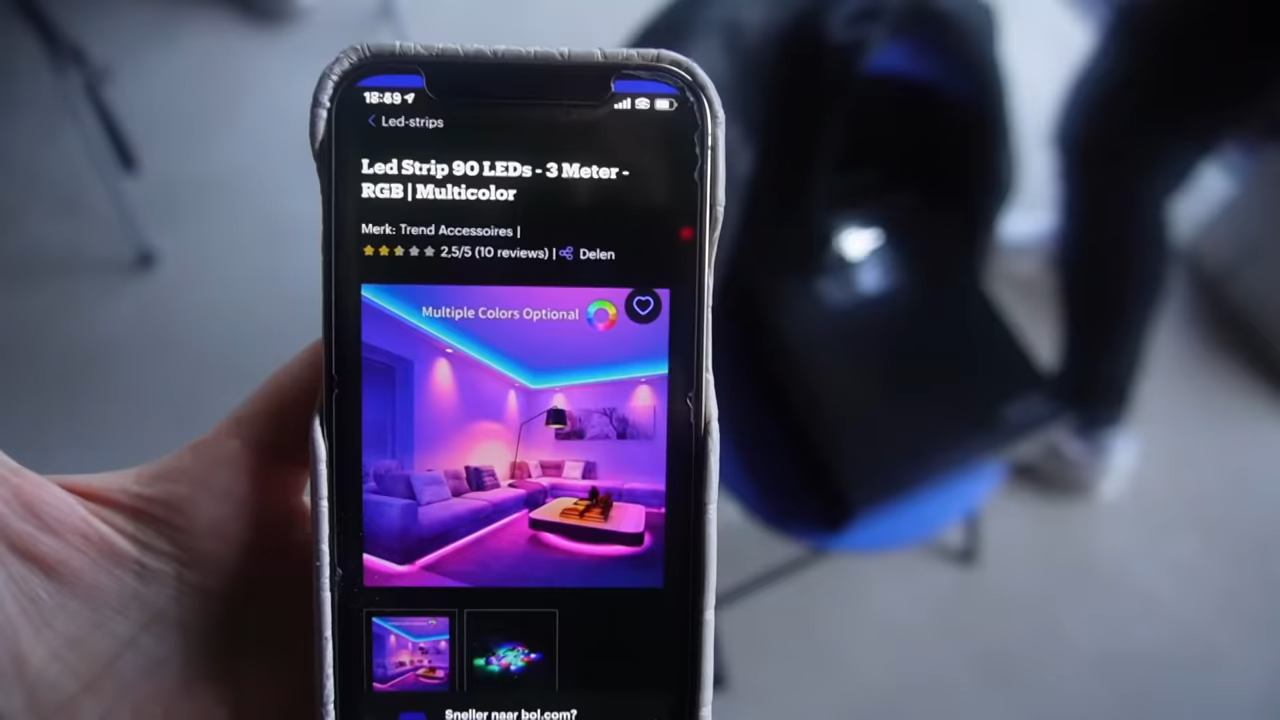 18:59
Led-strips
Led Strip 90 LEDs - 3 Meter -
RGB | Multicolor
Merk: Trend Accessoires |
2,5/5 (10 reviews) | Delen
Multiple Colors Optional
Sneller naar bol.com?